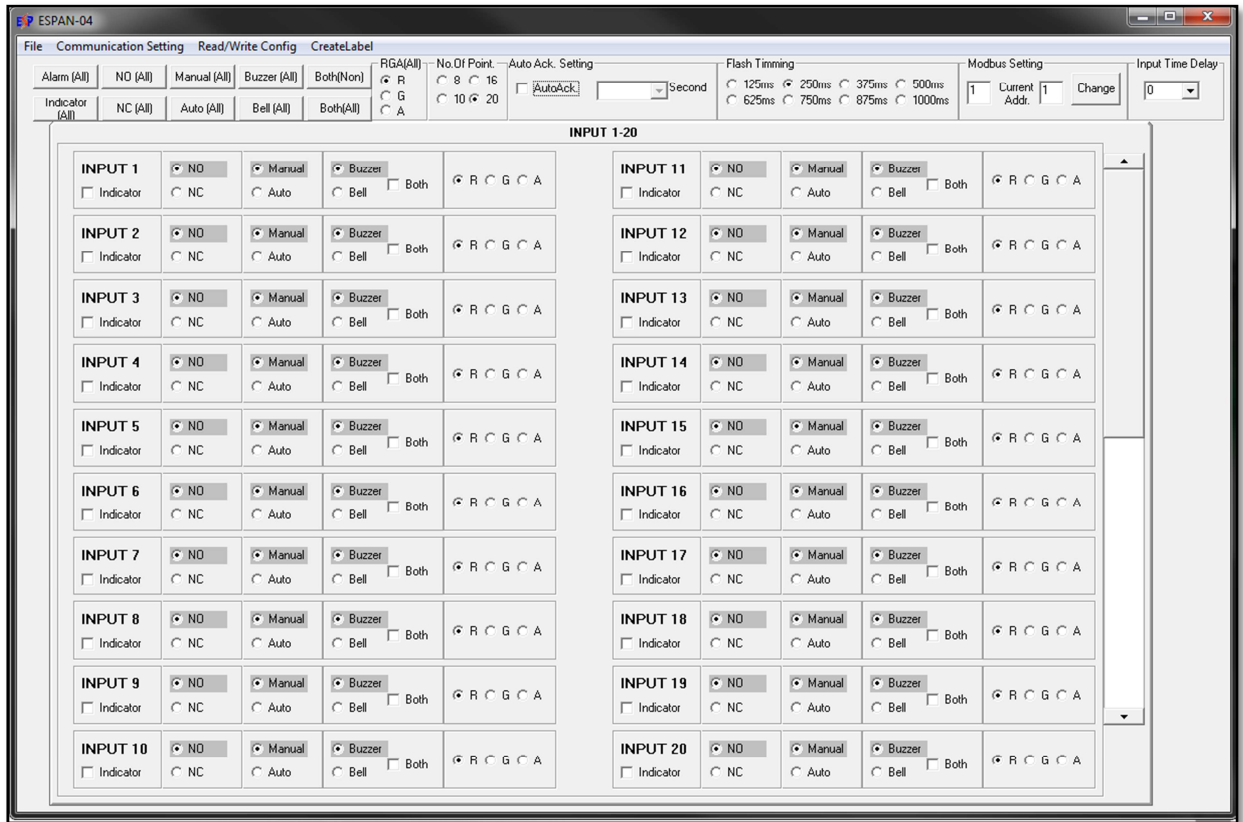 ESP ESPAN-04
File Communication Setting Read/Write Config CreateLabel
Alarm (All) NO (All) Manual (All) Buzzer (All) Both(Non)
Indicator (All) NC (All) Auto (All) Bell (All) Both(All)
RGA(All)
R
G
A
No.Of Point.
8 16
10 20
Auto Ack. Setting
AutoAck. Second
Flash Timming
125ms 250ms 375ms 500ms
625ms 750ms 875ms 1000ms
Modbus Setting
1 Current Addr. 1 Change
Input Time Delay
0
INPUT 1-20
INPUT 1 NO Manual Buzzer Both R G A
Indicator NC Auto Bell
INPUT 2 NO Manual Buzzer Both R G A
Indicator NC Auto Bell
INPUT 3 NO Manual Buzzer Both R G A
Indicator NC Auto Bell
INPUT 4 NO Manual Buzzer Both R G A
Indicator NC Auto Bell
INPUT 5 NO Manual Buzzer Both R G A
Indicator NC Auto Bell
INPUT 6 NO Manual Buzzer Both R G A
Indicator NC Auto Bell
INPUT 7 NO Manual Buzzer Both R G A
Indicator NC Auto Bell
INPUT 8 NO Manual Buzzer Both R G A
Indicator NC Auto Bell
INPUT 9 NO Manual Buzzer Both R G A
Indicator NC Auto Bell
INPUT 10 NO Manual Buzzer Both R G A
Indicator NC Auto Bell
INPUT 11 NO Manual Buzzer Both R G A
Indicator NC Auto Bell
INPUT 12 NO Manual Buzzer Both R G A
Indicator NC Auto Bell
INPUT 13 NO Manual Buzzer Both R G A
Indicator NC Auto Bell
INPUT 14 NO Manual Buzzer Both R G A
Indicator NC Auto Bell
INPUT 15 NO Manual Buzzer Both R G A
Indicator NC Auto Bell
INPUT 16 NO Manual Buzzer Both R G A
Indicator NC Auto Bell
INPUT 17 NO Manual Buzzer Both R G A
Indicator NC Auto Bell
INPUT 18 NO Manual Buzzer Both R G A
Indicator NC Auto Bell
INPUT 19 NO Manual Buzzer Both R G A
Indicator NC Auto Bell
INPUT 20 NO Manual Buzzer Both R G A
Indicator NC Auto Bell